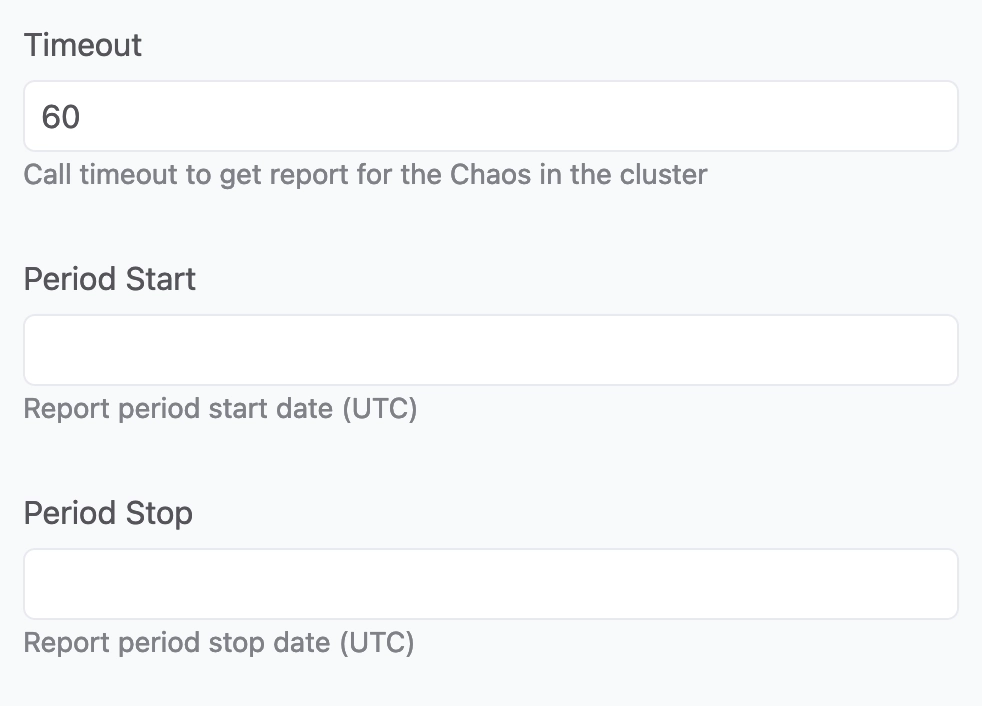 Timeout
60
Call timeout to get report for the Chaos in the cluster
Period Start
Report period start date (UTC)
Period Stop
Report period stop date (UTC)